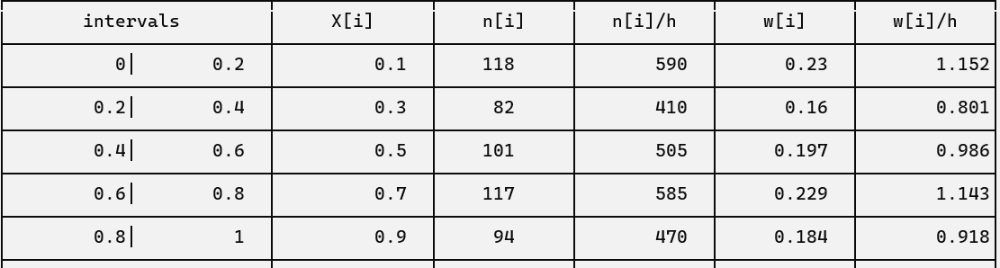 intervals X[i] n[i] n[i]/h w[i] w[i]/h
0| 0.2 0.1 118 590 0.23 1.152
0.2| 0.4 0.3 82 410 0.16 0.801
0.4| 0.6 0.5 101 505 0.197 0.986
0.6| 0.8 0.7 117 585 0.229 1.143
0.8| 1 0.9 94 470 0.184 0.918